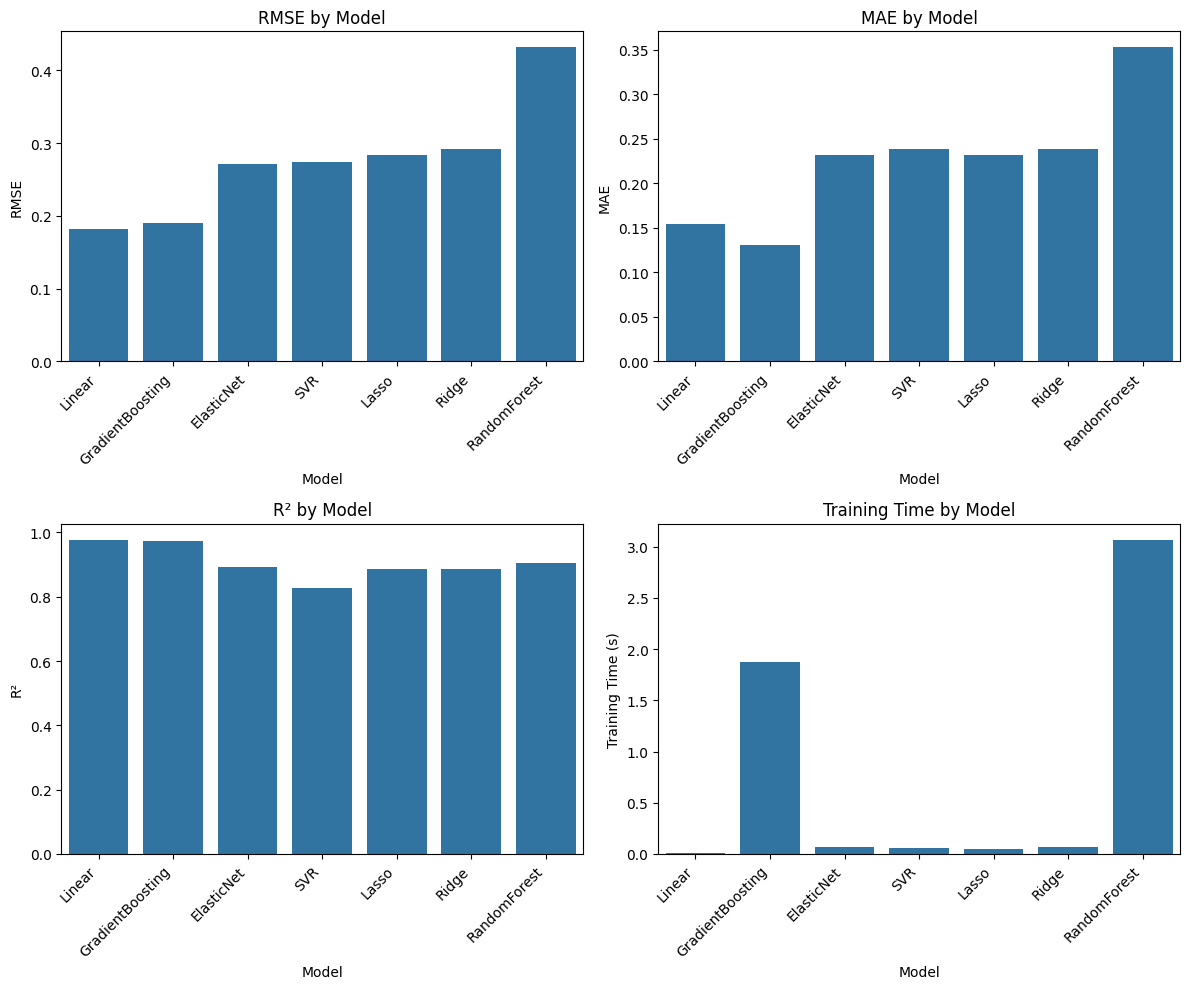 RMSE by Model
RMSE
0.4
0.3
0.2
0.1
0.0
Linear
GradientBoosting
ElasticNet
SVR
Lasso
Ridge
RandomForest
Model
MAE by Model
MAE
0.35
0.30
0.25
0.20
0.15
0.10
0.05
0.00
Linear
GradientBoosting
ElasticNet
SVR
Lasso
Ridge
RandomForest
Model
R² by Model
R²
1.0
0.8
0.6
0.4
0.2
0.0
Linear
GradientBoosting
ElasticNet
SVR
Lasso
Ridge
RandomForest
Model
Training Time by Model
Training Time (s)
3.0
2.5
2.0
1.5
1.0
0.5
0.0
Linear
GradientBoosting
ElasticNet
SVR
Lasso
Ridge
RandomForest
Model